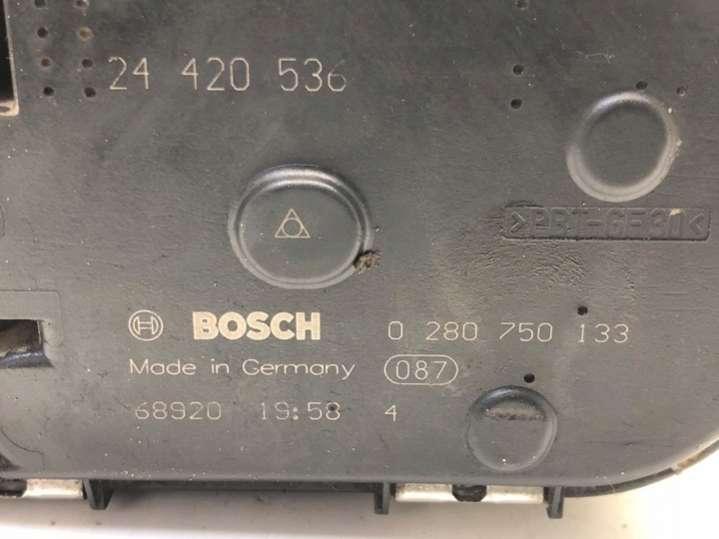 24 420 536
>PBT-GF30<
BOSCH 0 280 750 133
Made in Germany 087
68920 19:58 4